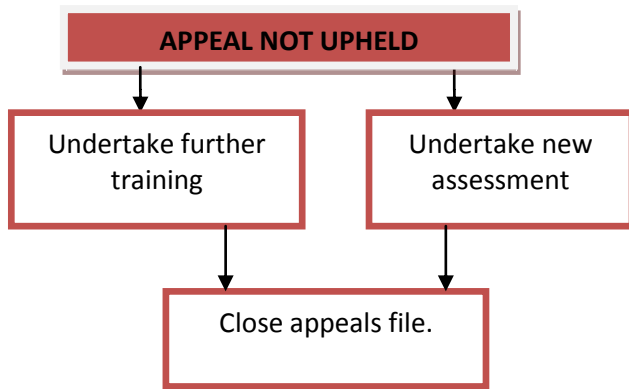 APPEAL NOT UPHELD
Undertake further
training
Undertake new
assessment
Close appeals file.